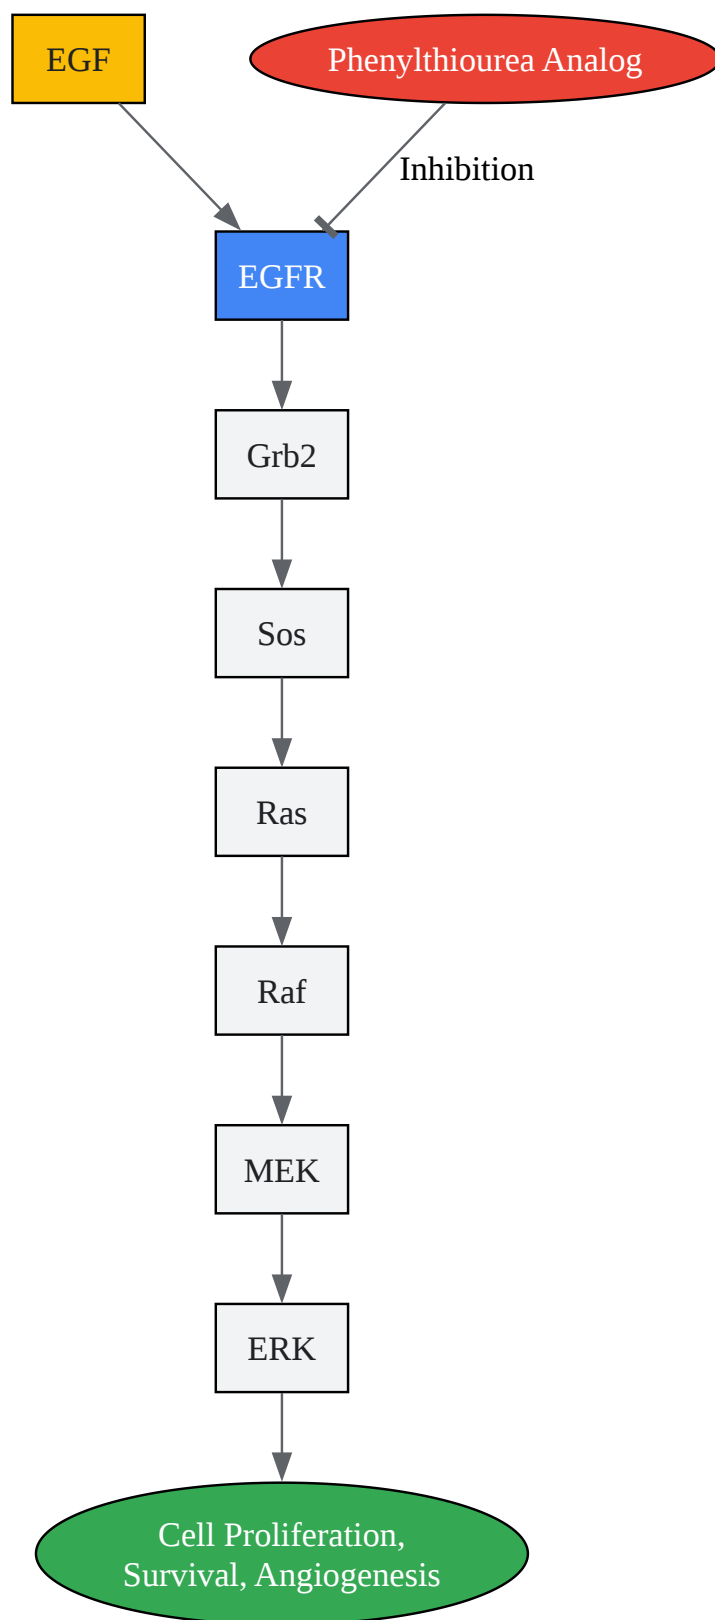 EGF
Phenylthiourea Analog
Inhibition
EGFR
Grb2
Sos
Ras
Raf
MEK
ERK
Cell Proliferation,
Survival, Angiogenesis